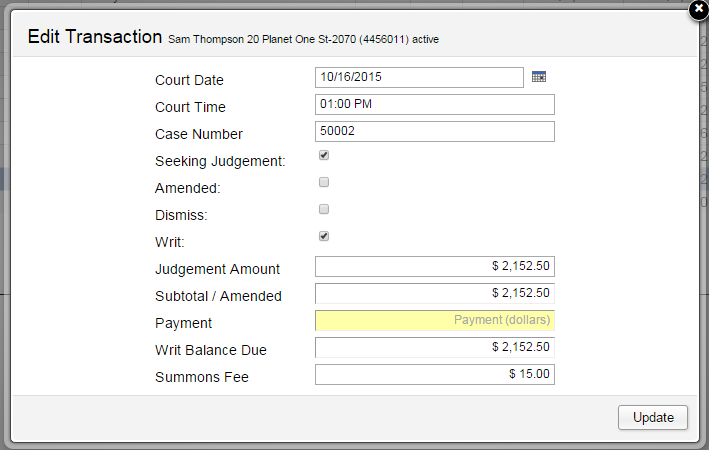 Edit Transaction Sam Thompson 20 Planet One St-2070 (4456011) active
Court Date 10/16/2015
Court Time 01:00 PM
Case Number 50002
Seeking Judgement:
Amended:
Dismiss:
Writ:
Judgement Amount $ 2,152.50
Subtotal / Amended $ 2,152.50
Payment Payment (dollars)
Writ Balance Due $ 2,152.50
Summons Fee $ 15.00
Update